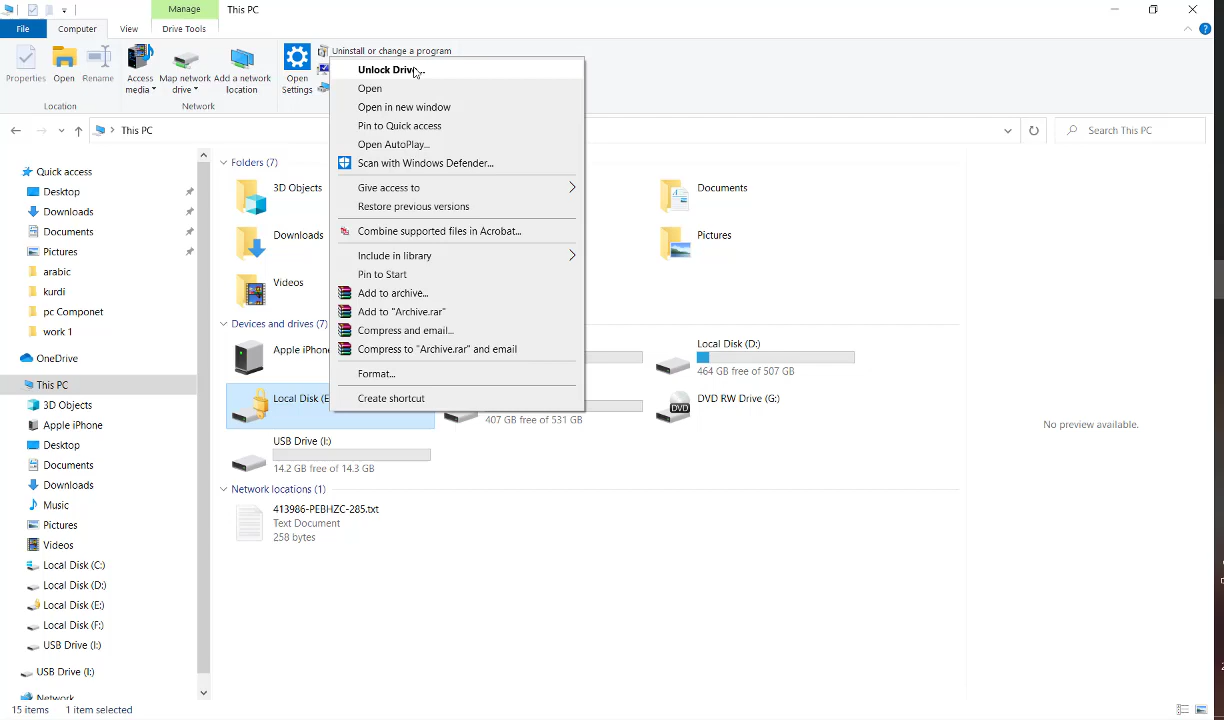 Manage
This PC
File
Computer
View
Drive Tools
Properties
Open
Rename
Access media
Map network drive
Add a network location
Open Settings
Uninstall or change a program
Location
Network
This PC
Search This PC
Unlock Drive...
Open
Open in new window
Pin to Quick access
Open AutoPlay...
Scan with Windows Defender...
Give access to
Restore previous versions
Combine supported files in Acrobat...
Include in library
Pin to Start
Add to archive...
Add to "Archive.rar"
Compress and email...
Compress to "Archive.rar" and email
Format...
Create shortcut
Quick access
Desktop
Downloads
Documents
Pictures
arabic
kurdi
pc Componet
work 1
OneDrive
This PC
3D Objects
Apple iPhone
Desktop
Documents
Downloads
Music
Pictures
Videos
Local Disk (C:)
Local Disk (D:)
Local Disk (E:)
Local Disk (F:)
USB Drive (I:)
USB Drive (I:)
Network
Folders (7)
3D Objects
Documents
Downloads
Pictures
Videos
Devices and drives (7)
Apple iPhone
Local Disk (D:)
464 GB free of 507 GB
Local Disk (E
407 GB free of 531 GB
DVD RW Drive (G:)
DVD
USB Drive (I:)
14.2 GB free of 14.3 GB
Network locations (1)
413986-PEBHZC-285.txt
Text Document
258 bytes
No preview available.
15 items
1 item selected